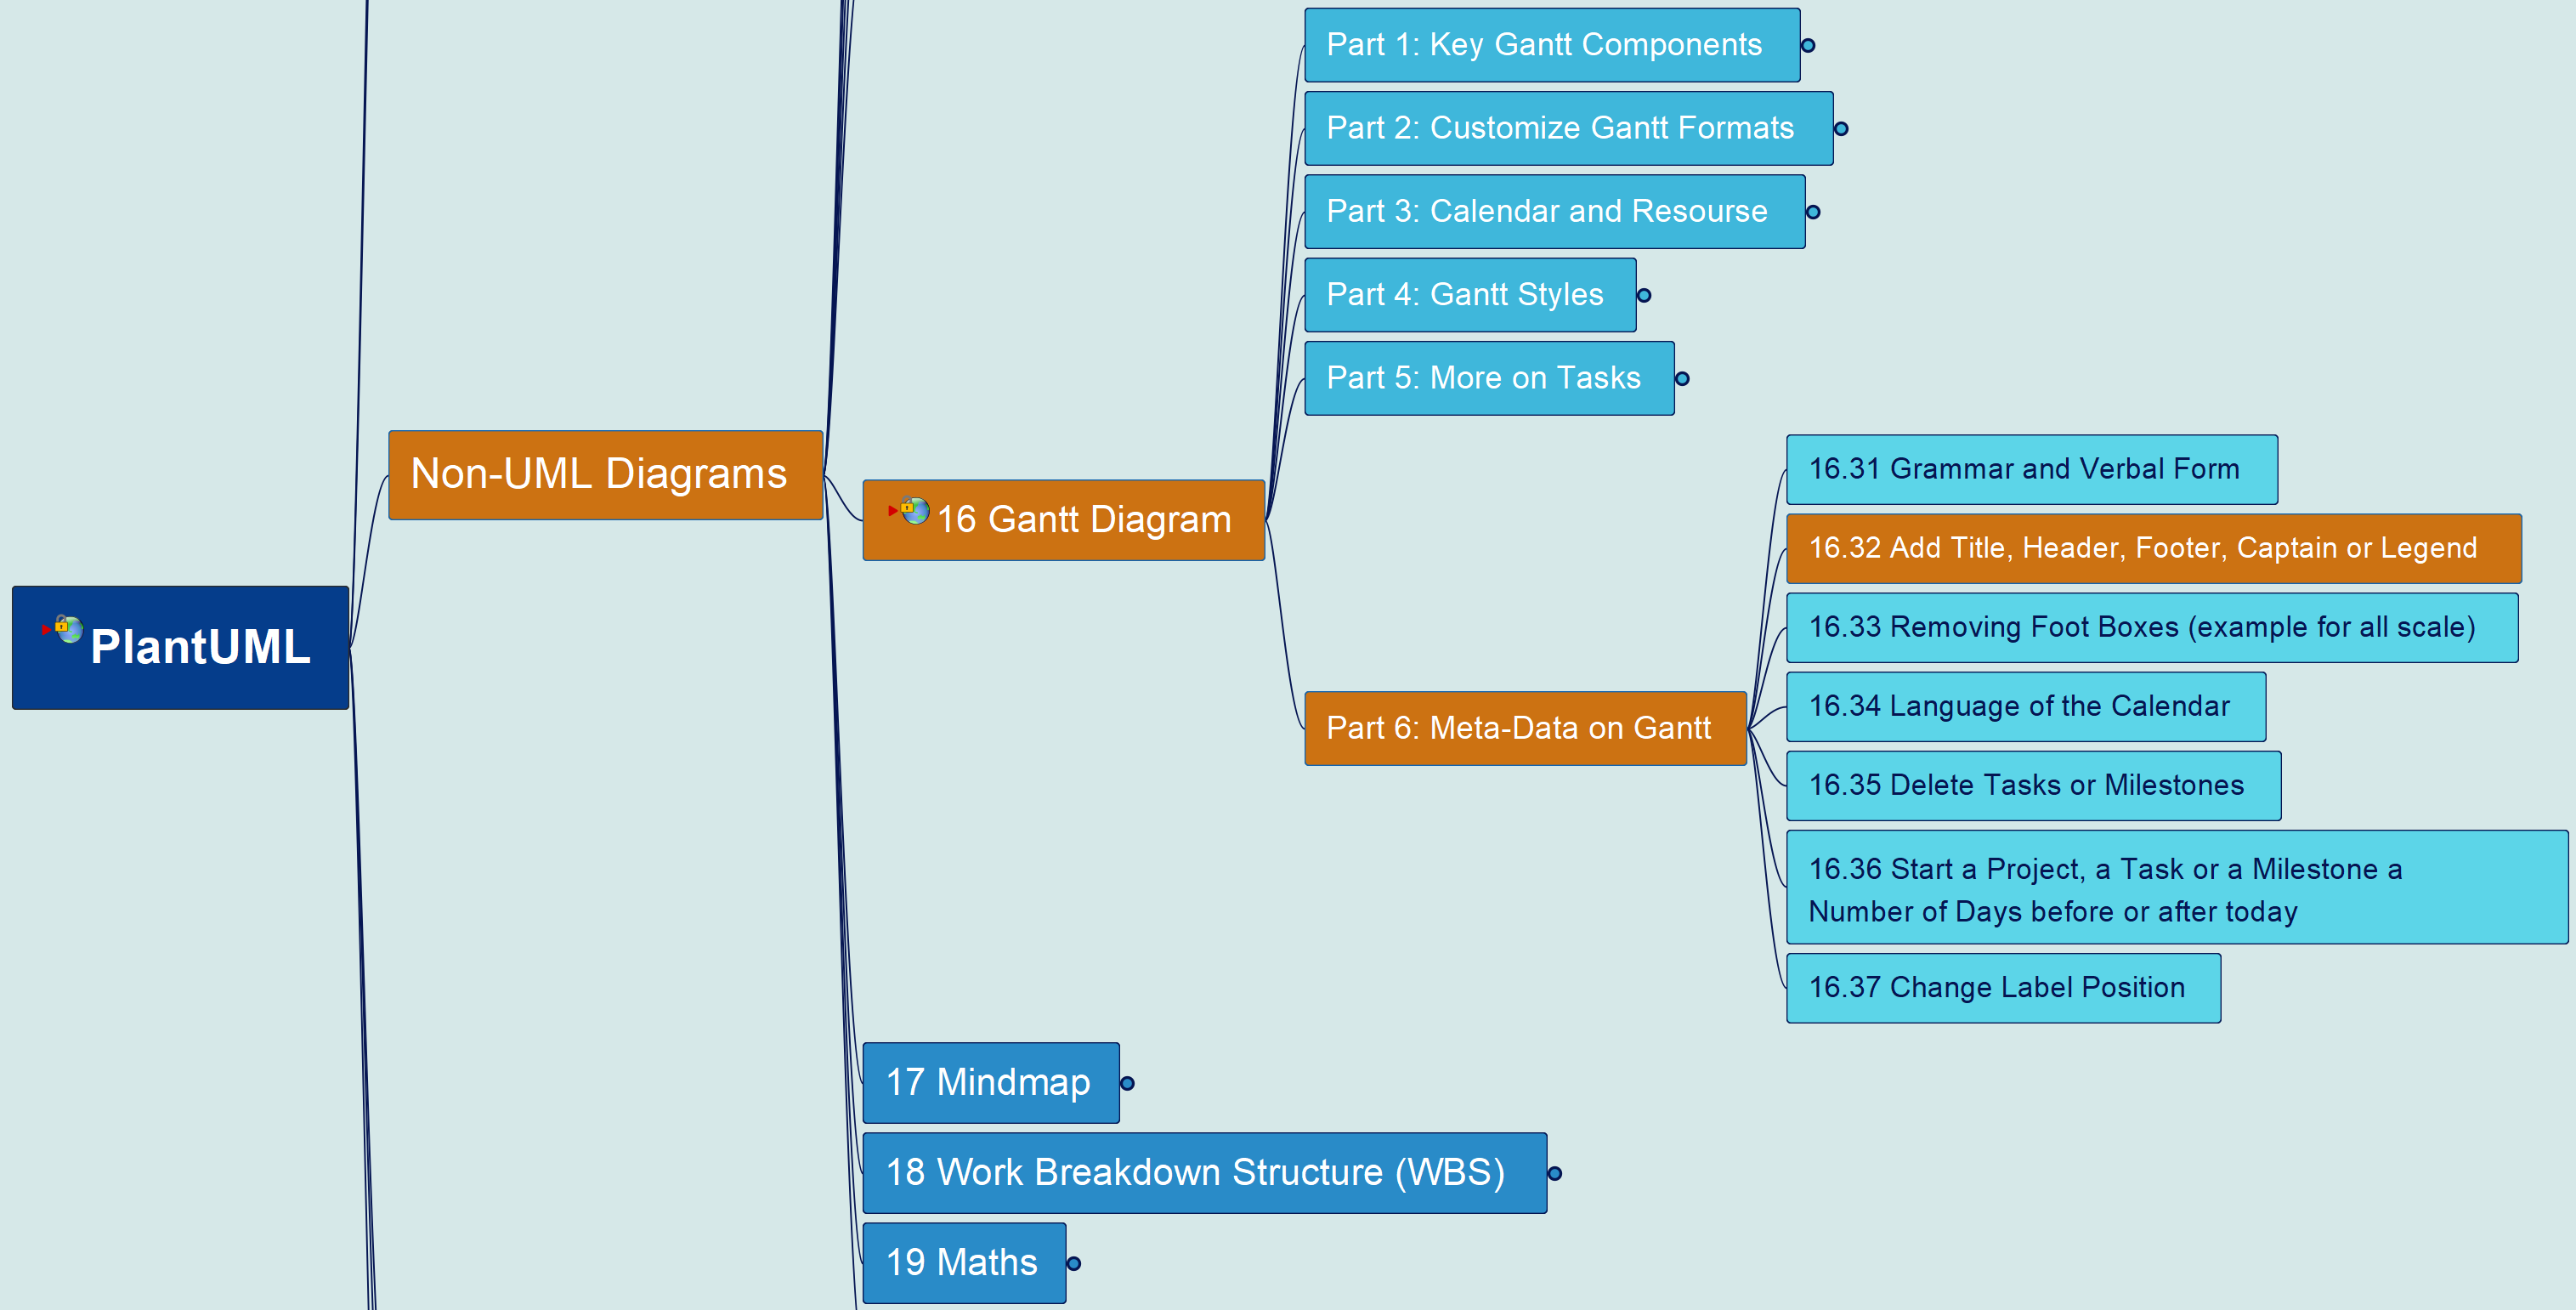 Part 1: Key Gantt Components
Part 2: Customize Gantt Formats
Part 3: Calendar and Resourse
Part 4: Gantt Styles
Part 5: More on Tasks
16.31 Grammar and Verbal Form
Non-UML Diagrams
16 Gantt Diagram
16.32 Add Title, Header, Footer, Captain or Legend
16.33 Removing Foot Boxes (example for all scale)
PlantUML
Part 6: Meta-Data on Gantt
16.34 Language of the Calendar
16.35 Delete Tasks or Milestones
16.36 Start a Project, a Task or a Milestone a
Number of Days before or after today
16.37 Change Label Position
17 Mindmap
18 Work Breakdown Structure (WBS)
19 Maths